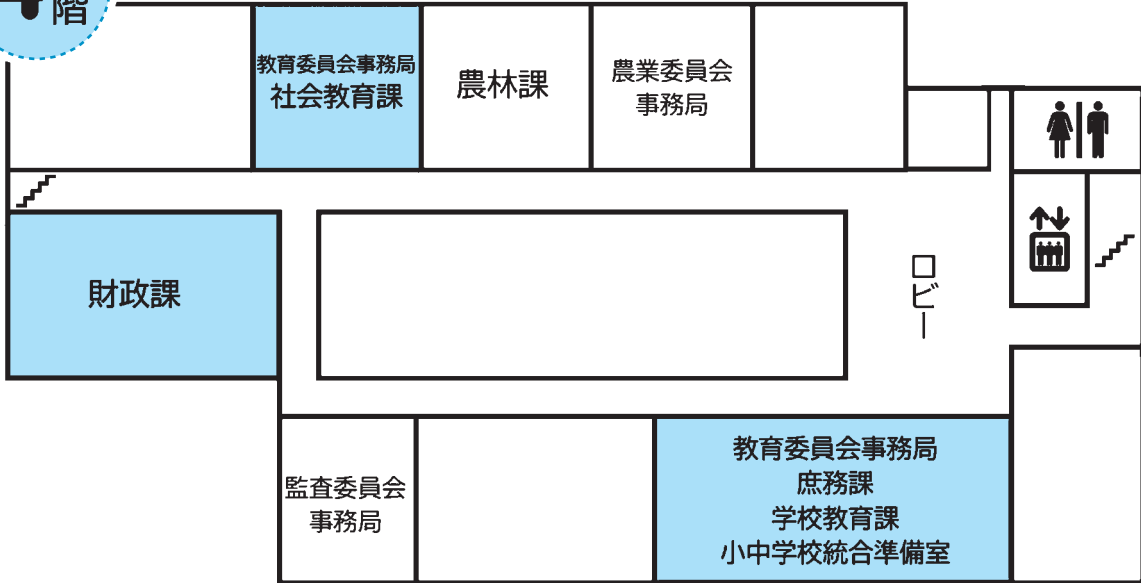 階
教育委員会事務局
社会教育課
農林課
農業委員会
事務局
財政課
ロビー
監査委員会
事務局
教育委員会事務局
庶務課
学校教育課
小中学校統合準備室